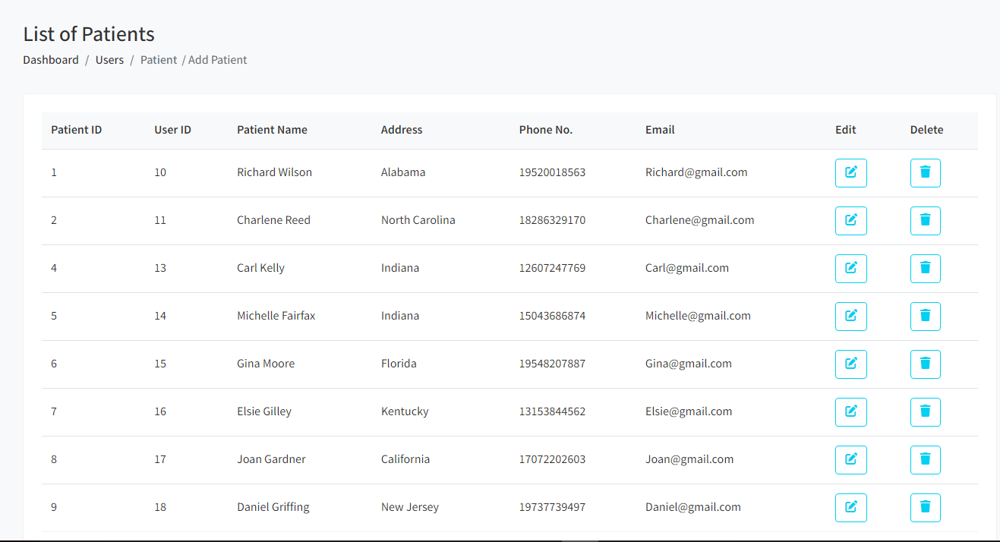 List of Patients
Dashboard / Users / Patient / Add Patient
Patient ID User ID Patient Name Address Phone No. Email Edit Delete
1 10 Richard Wilson Alabama 19520018563 Richard@gmail.com
2 11 Charlene Reed North Carolina 18286329170 Charlene@gmail.com
4 13 Carl Kelly Indiana 12607247769 Carl@gmail.com
5 14 Michelle Fairfax Indiana 15043686874 Michelle@gmail.com
6 15 Gina Moore Florida 19548207887 Gina@gmail.com
7 16 Elsie Gilley Kentucky 13153844562 Elsie@gmail.com
8 17 Joan Gardner California 17072202603 Joan@gmail.com
9 18 Daniel Griffing New Jersey 19737739497 Daniel@gmail.com